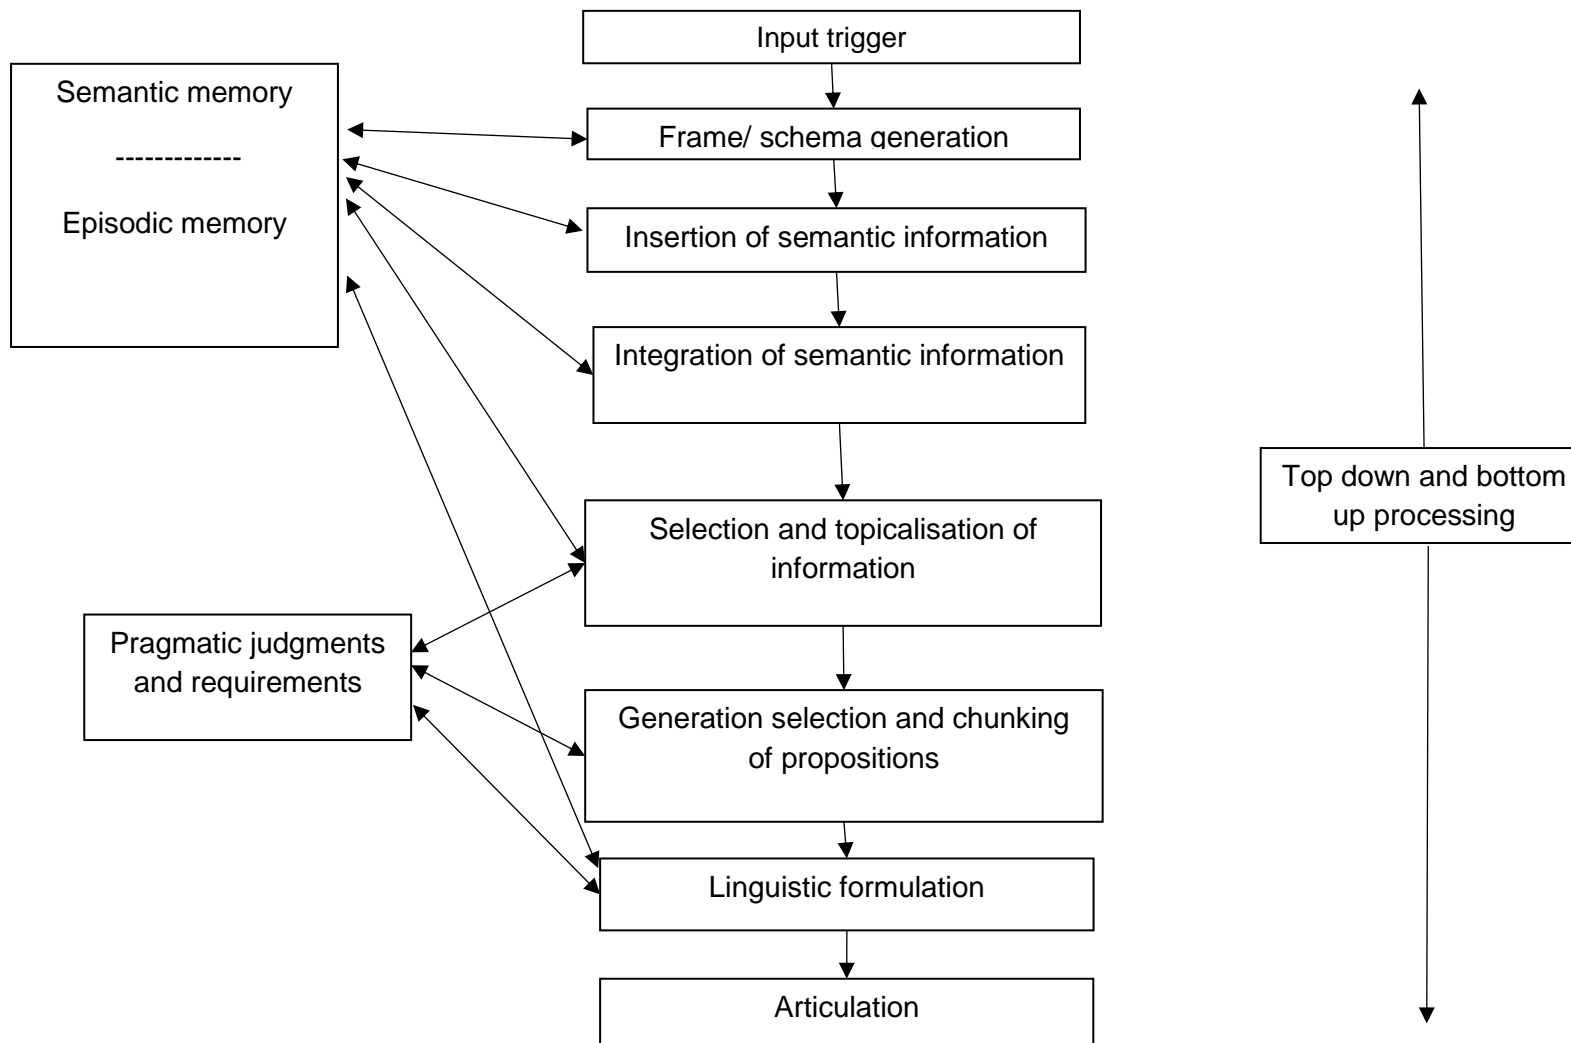 Input trigger
Semantic memory
-------------
Episodic memory
Frame/ schema generation
Insertion of semantic information
Integration of semantic information
Selection and topicalisation of
information
Top down and bottom
up processing
Pragmatic judgments
and requirements
Generation selection and chunking
of propositions
Linguistic formulation
Articulation